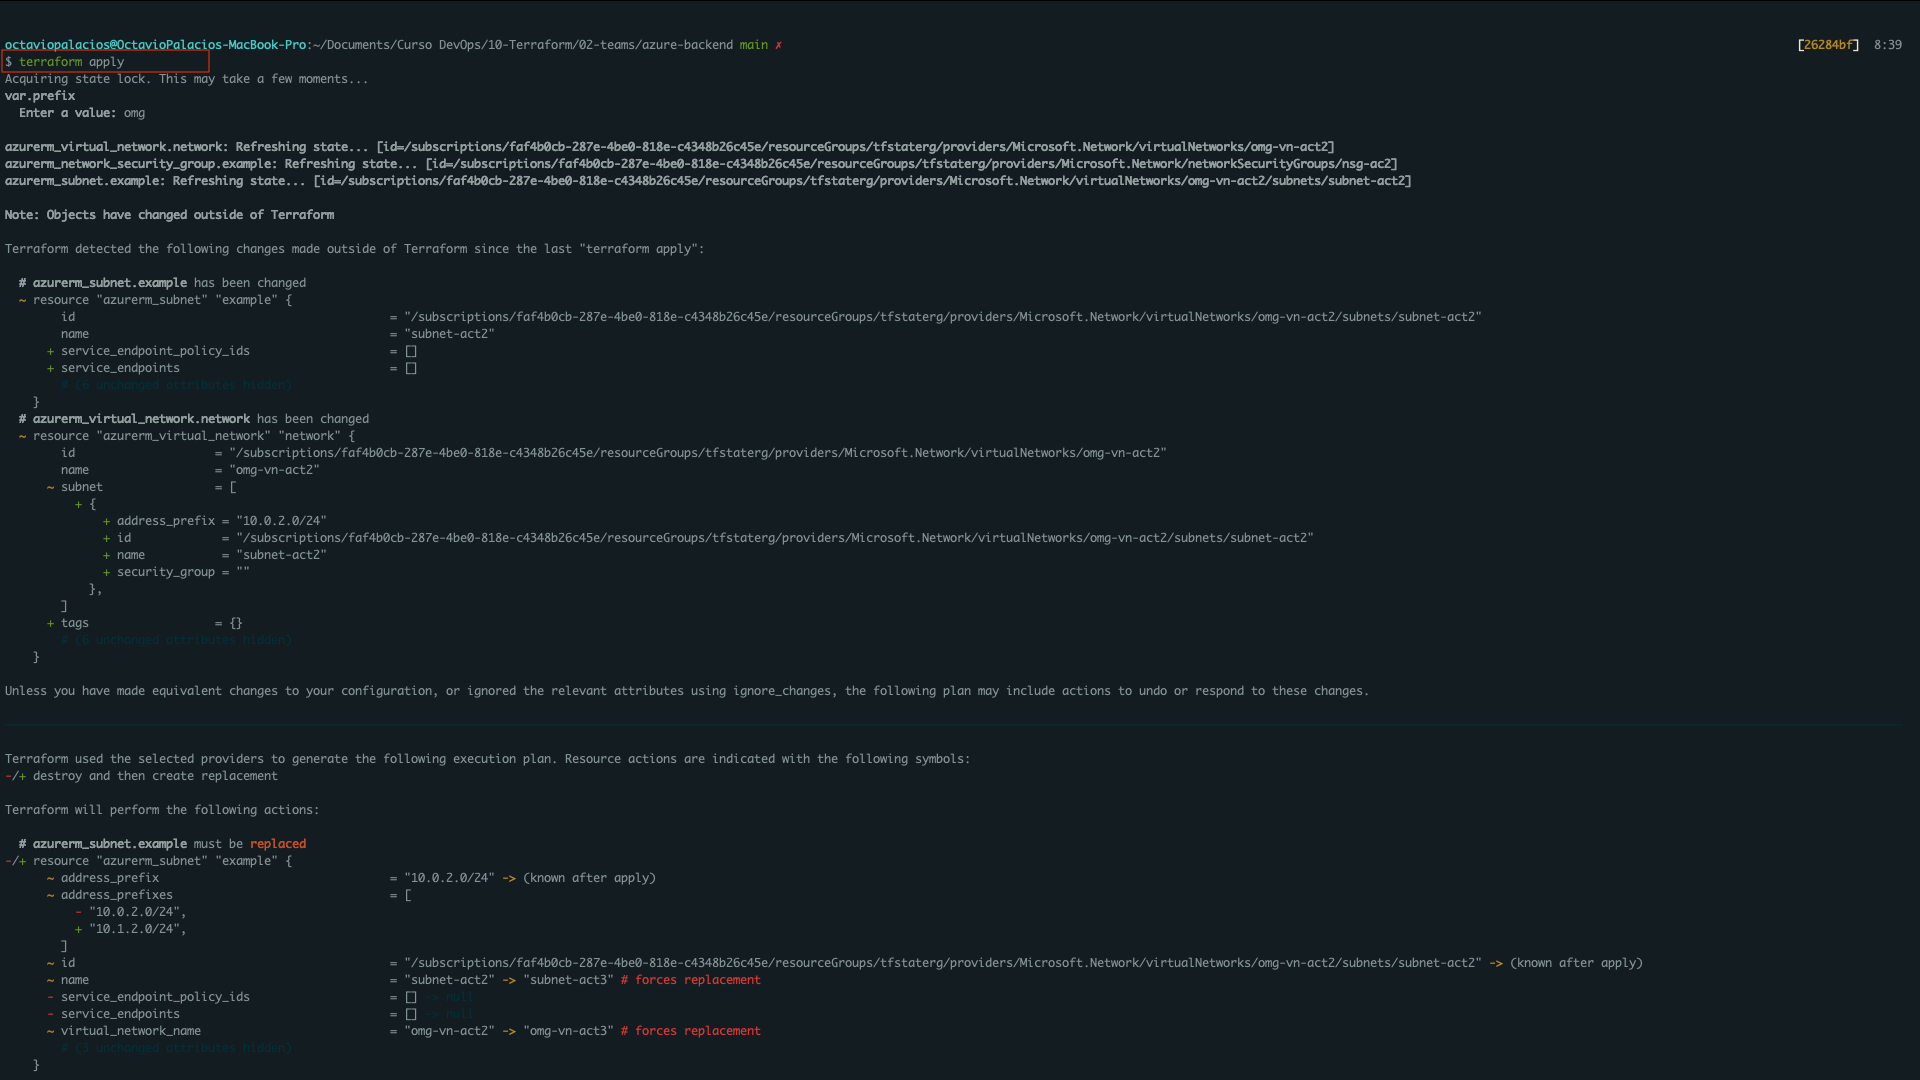 octaviopalacios@OctavioPalacios-MacBook-Pro:~/Documents/Curso DevOps/10-Terraform/02-teams/azure-backend main ✗ [26284bf] 8:39
$ terraform apply
Acquiring state lock. This may take a few moments...
var.prefix
  Enter a value: omg

azurerm_virtual_network.network: Refreshing state... [id=/subscriptions/faf4b0cb-287e-4be0-818e-c4348b26c45e/resourceGroups/tfstaterg/providers/Microsoft.Network/virtualNetworks/omg-vn-act2]
azurerm_network_security_group.example: Refreshing state... [id=/subscriptions/faf4b0cb-287e-4be0-818e-c4348b26c45e/resourceGroups/tfstaterg/providers/Microsoft.Network/networkSecurityGroups/nsg-ac2]
azurerm_subnet.example: Refreshing state... [id=/subscriptions/faf4b0cb-287e-4be0-818e-c4348b26c45e/resourceGroups/tfstaterg/providers/Microsoft.Network/virtualNetworks/omg-vn-act2/subnets/subnet-act2]

Note: Objects have changed outside of Terraform

Terraform detected the following changes made outside of Terraform since the last "terraform apply":

  # azurerm_subnet.example has been changed
  ~ resource "azurerm_subnet" "example" {
        id = "/subscriptions/faf4b0cb-287e-4be0-818e-c4348b26c45e/resourceGroups/tfstaterg/providers/Microsoft.Network/virtualNetworks/omg-vn-act2/subnets/subnet-act2"
        name = "subnet-act2"
      + service_endpoint_policy_ids = []
      + service_endpoints = []
        # (6 unchanged attributes hidden)
    }
  # azurerm_virtual_network.network has been changed
  ~ resource "azurerm_virtual_network" "network" {
        id = "/subscriptions/faf4b0cb-287e-4be0-818e-c4348b26c45e/resourceGroups/tfstaterg/providers/Microsoft.Network/virtualNetworks/omg-vn-act2"
        name = "omg-vn-act2"
      ~ subnet = [
          + {
              + address_prefix = "10.0.2.0/24"
              + id = "/subscriptions/faf4b0cb-287e-4be0-818e-c4348b26c45e/resourceGroups/tfstaterg/providers/Microsoft.Network/virtualNetworks/omg-vn-act2/subnets/subnet-act2"
              + name = "subnet-act2"
              + security_group = ""
            },
        ]
      + tags = {}
        # (6 unchanged attributes hidden)
    }

Unless you have made equivalent changes to your configuration, or ignored the relevant attributes using ignore_changes, the following plan may include actions to undo or respond to these changes.

Terraform used the selected providers to generate the following execution plan. Resource actions are indicated with the following symbols:
-/+ destroy and then create replacement

Terraform will perform the following actions:

  # azurerm_subnet.example must be replaced
-/+ resource "azurerm_subnet" "example" {
      ~ address_prefix = "10.0.2.0/24" -> (known after apply)
      ~ address_prefixes = [
          - "10.0.2.0/24",
          + "10.1.2.0/24",
        ]
      ~ id = "/subscriptions/faf4b0cb-287e-4be0-818e-c4348b26c45e/resourceGroups/tfstaterg/providers/Microsoft.Network/virtualNetworks/omg-vn-act2/subnets/subnet-act2" -> (known after apply)
      ~ name = "subnet-act2" -> "subnet-act3" # forces replacement
      - service_endpoint_policy_ids = [] -> null
      - service_endpoints = [] -> null
      ~ virtual_network_name = "omg-vn-act2" -> "omg-vn-act3" # forces replacement
        # (3 unchanged attributes hidden)
    }